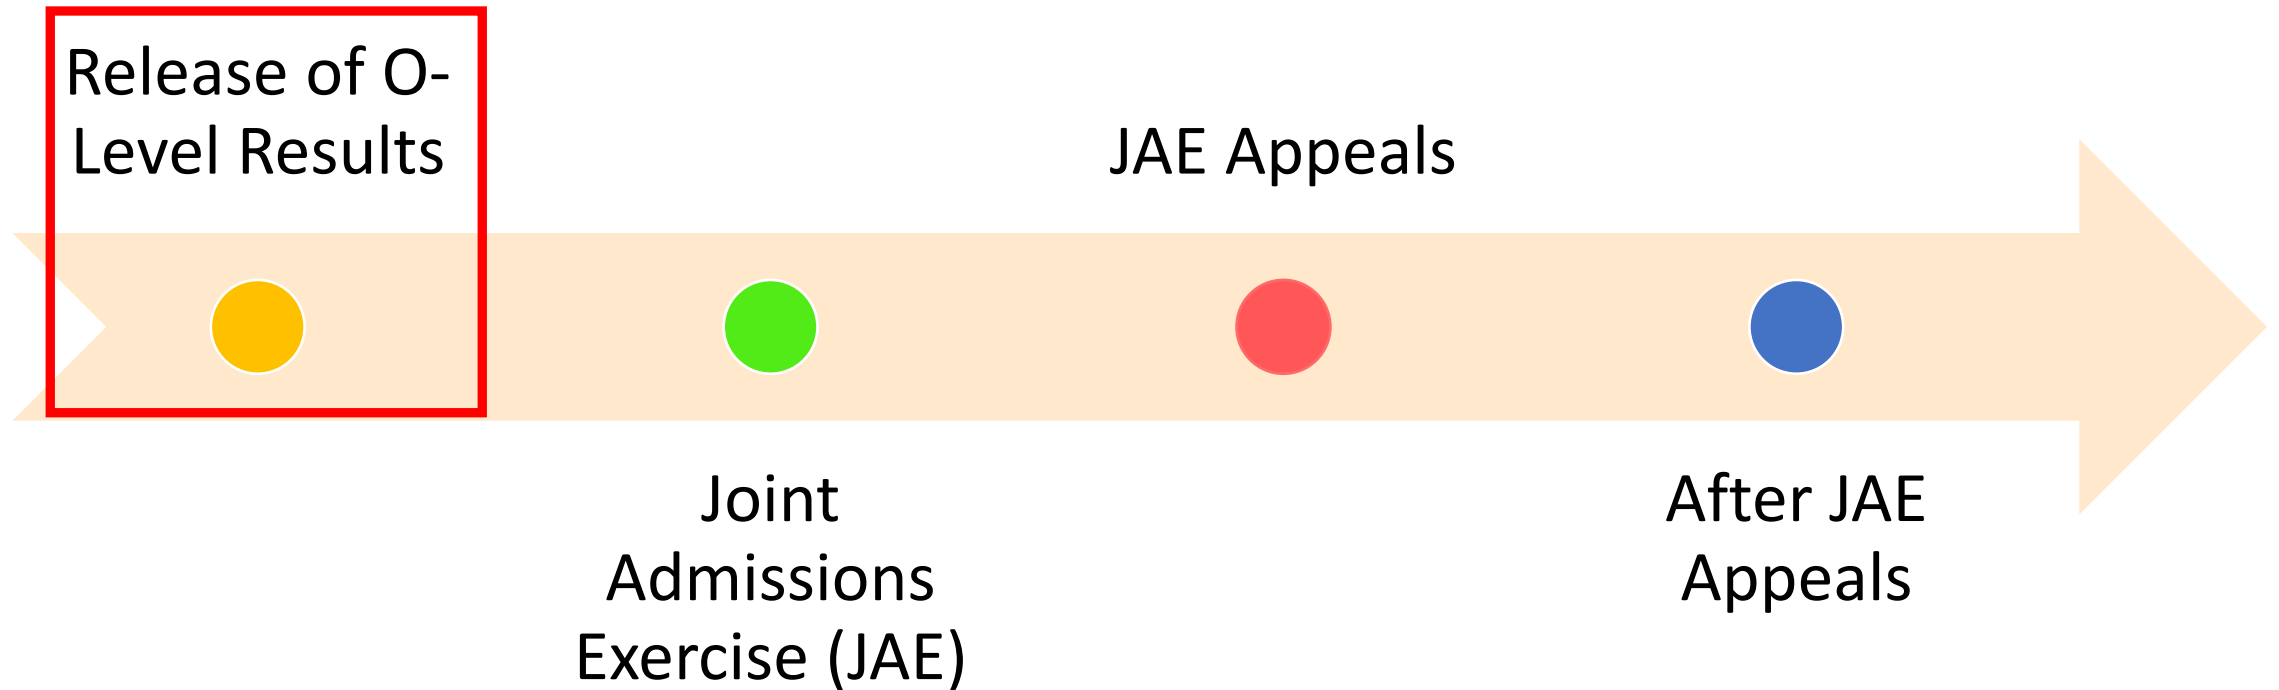 Release of O-
Level Results
Joint
Admissions
Exercise (JAE)
JAE Appeals
After JAE
Appeals